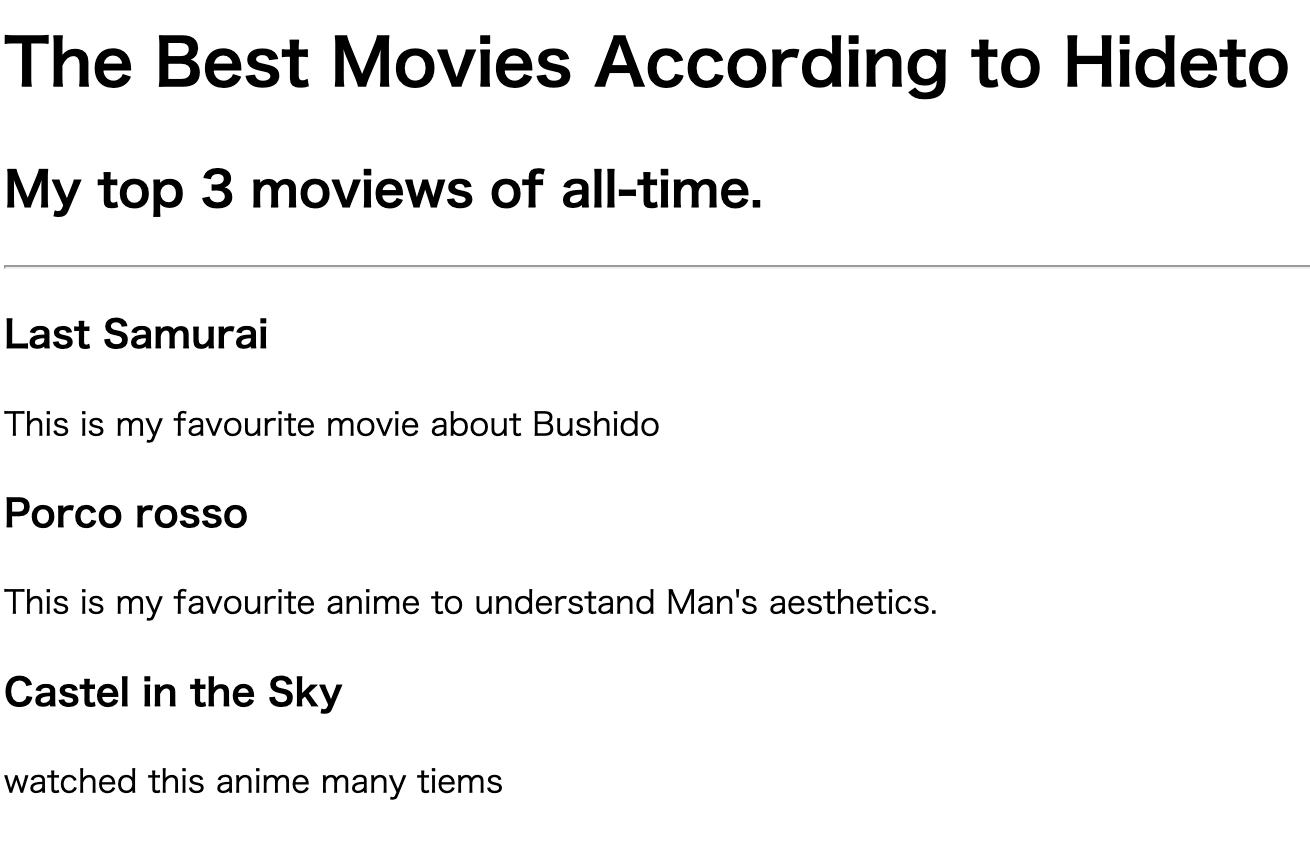 The Best Movies According to Hideto
My top 3 moviews of all-time.
Last Samurai
This is my favourite movie about Bushido
Porco rosso
This is my favourite anime to understand Man's aesthetics.
Castel in the Sky
watched this anime many tiems